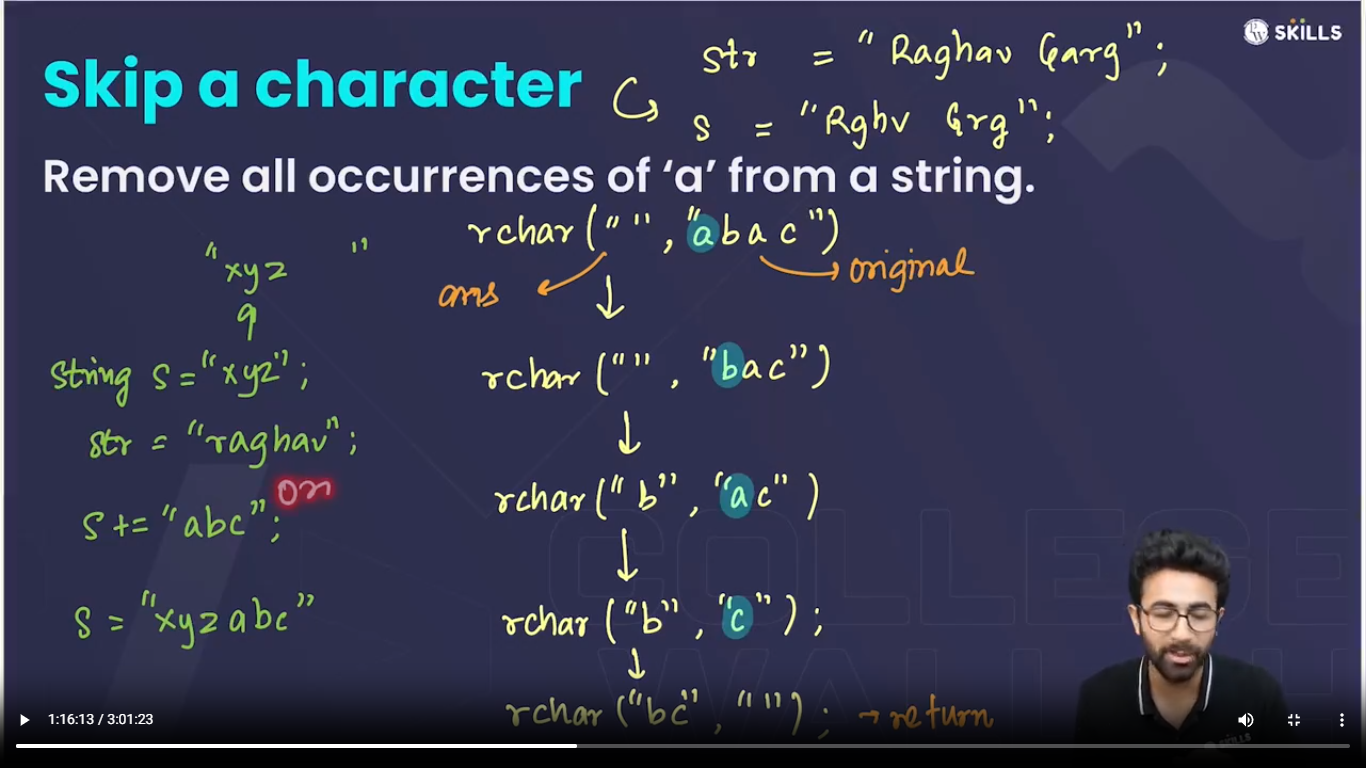 SKILLS
Skip a character
str = "Raghav Garg";
s = "Rghv Grg";
Remove all occurrences of ‘a’ from a string.
rchar("", "abac")
ans
original
"xyz "
9
rchar("", "bac")
string s="xyz";
str = "raghav";
rchar("b", "ac")
s += "abc";
rchar("b", "c");
s = "xyzabc"
rchar("bc", ""); → return
COLLEGE
WALLAH
SKILLS
1:16:13 / 3:01:23